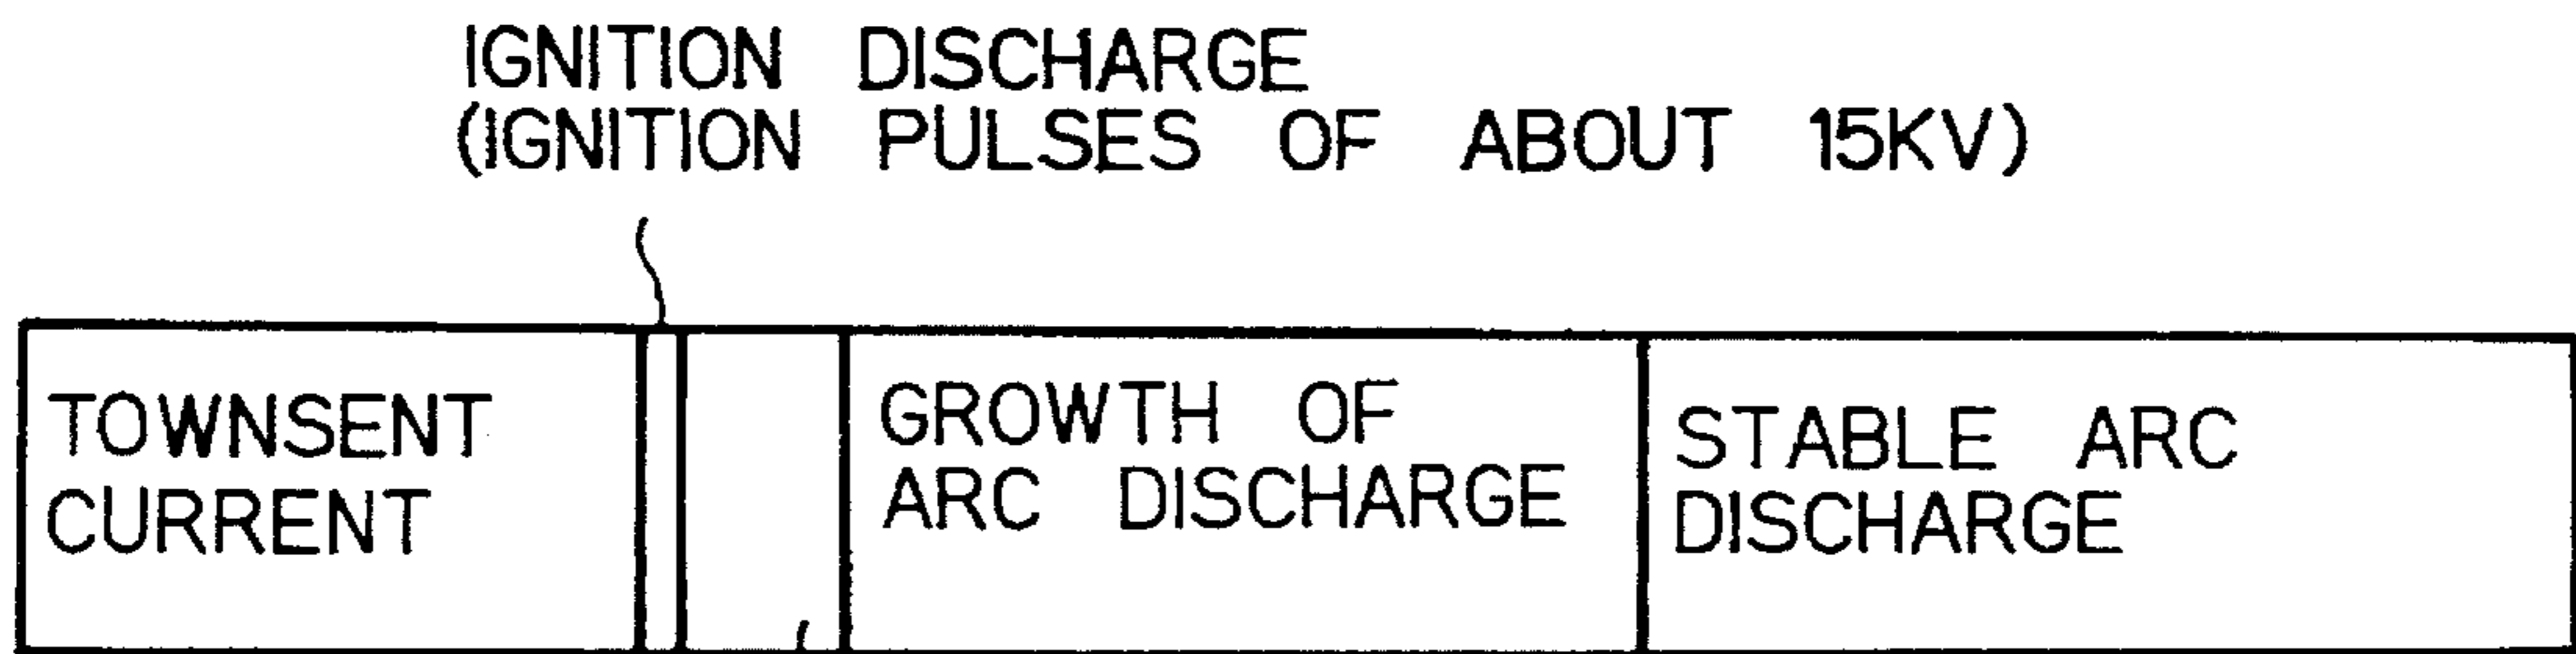 IGNITION DISCHARGE
(IGNITION PULSES OF ABOUT 15KV)
TOWNSENT
CURRENT
GROWTH OF
ARC DISCHARGE
STABLE ARC
DISCHARGE